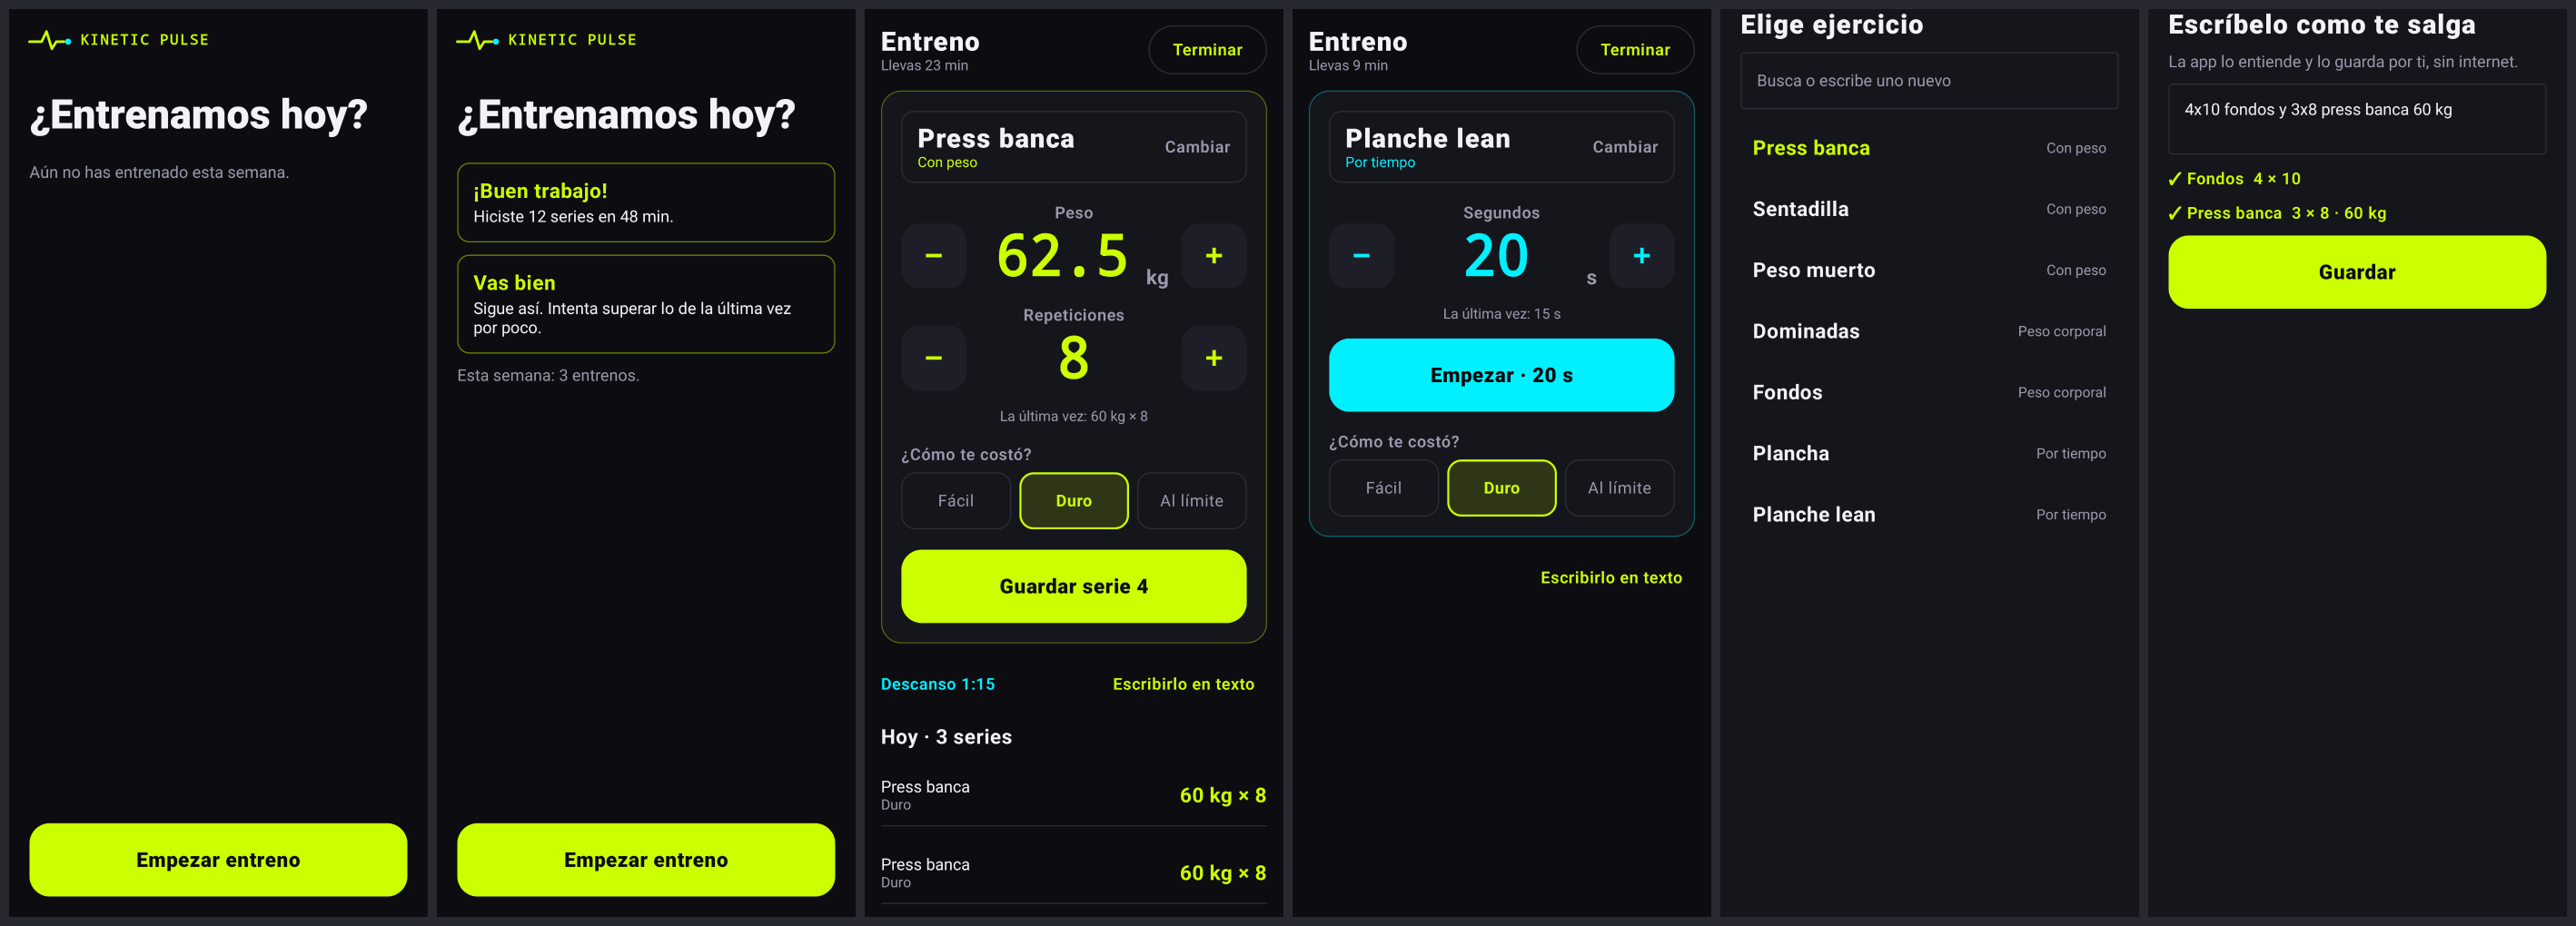 KINETIC PULSE
¿Entrenamos hoy?
Aún no has entrenado esta semana.
Empezar entreno
KINETIC PULSE
¿Entrenamos hoy?
¡Buen trabajo!
Hiciste 12 series en 48 min.
Vas bien
Sigue así. Intenta superar lo de la última vez
por poco.
Esta semana: 3 entrenos.
Empezar entreno
Entreno
Llevas 23 min
Terminar
Press banca
Con peso
Cambiar
Peso
− 62.5 kg +
Repeticiones
− 8 +
La última vez: 60 kg × 8
¿Cómo te costó?
Fácil Duro Al límite
Guardar serie 4
Descanso 1:15 Escribirlo en texto
Hoy · 3 series
Press banca
Duro
60 kg × 8
Press banca
Duro
60 kg × 8
Entreno
Llevas 9 min
Terminar
Planche lean
Por tiempo
Cambiar
Segundos
− 20 s +
La última vez: 15 s
Empezar · 20 s
¿Cómo te costó?
Fácil Duro Al límite
Escribirlo en texto
Elige ejercicio
Busca o escribe uno nuevo
Press banca Con peso
Sentadilla Con peso
Peso muerto Con peso
Dominadas Peso corporal
Fondos Peso corporal
Plancha Por tiempo
Planche lean Por tiempo
Escríbelo como te salga
La app lo entiende y lo guarda por ti, sin internet.
4x10 fondos y 3x8 press banca 60 kg
✓ Fondos 4 × 10
✓ Press banca 3 × 8 · 60 kg
Guardar